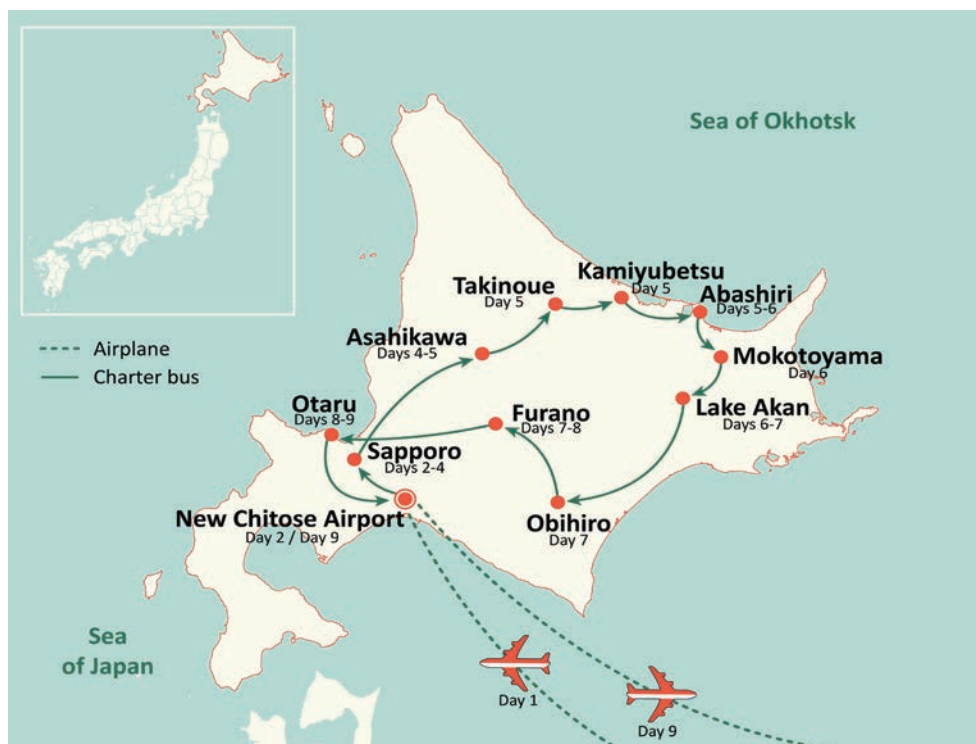 Sea of Okhotsk
Kamiyubetsu
Day 5
Takinoue
Day 5
Abashiri
Days 5-6
Asahikawa
Days 4-5
Airplane
Charter bus
Mokotoyama
Day 6
Lake Akan
Days 6-7
Otaru
Days 8-9
Furano
Days 7-8
Sapporo
Days 2-4
New Chitose Airport
Day 2 / Day 9
Obihiro
Day 7
Sea
of Japan
Day 1
Day 9